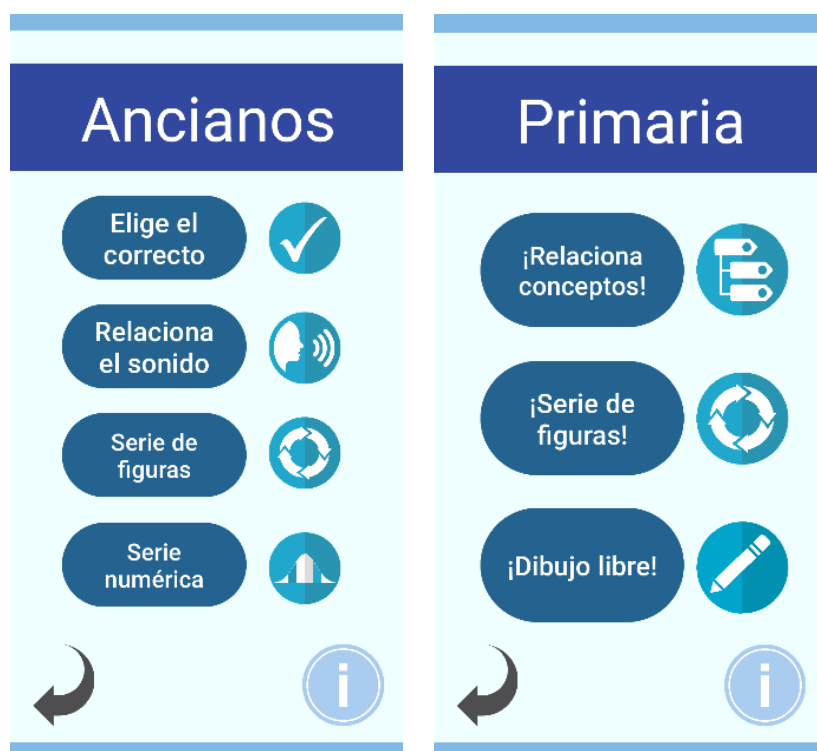 Ancianos
Elige el
correcto
Relaciona
el sonido
Serie de
figuras
Serie
numérica
i
Primaria
¡Relaciona
conceptos!
¡Serie de
figuras!
¡Dibujo libre!
i